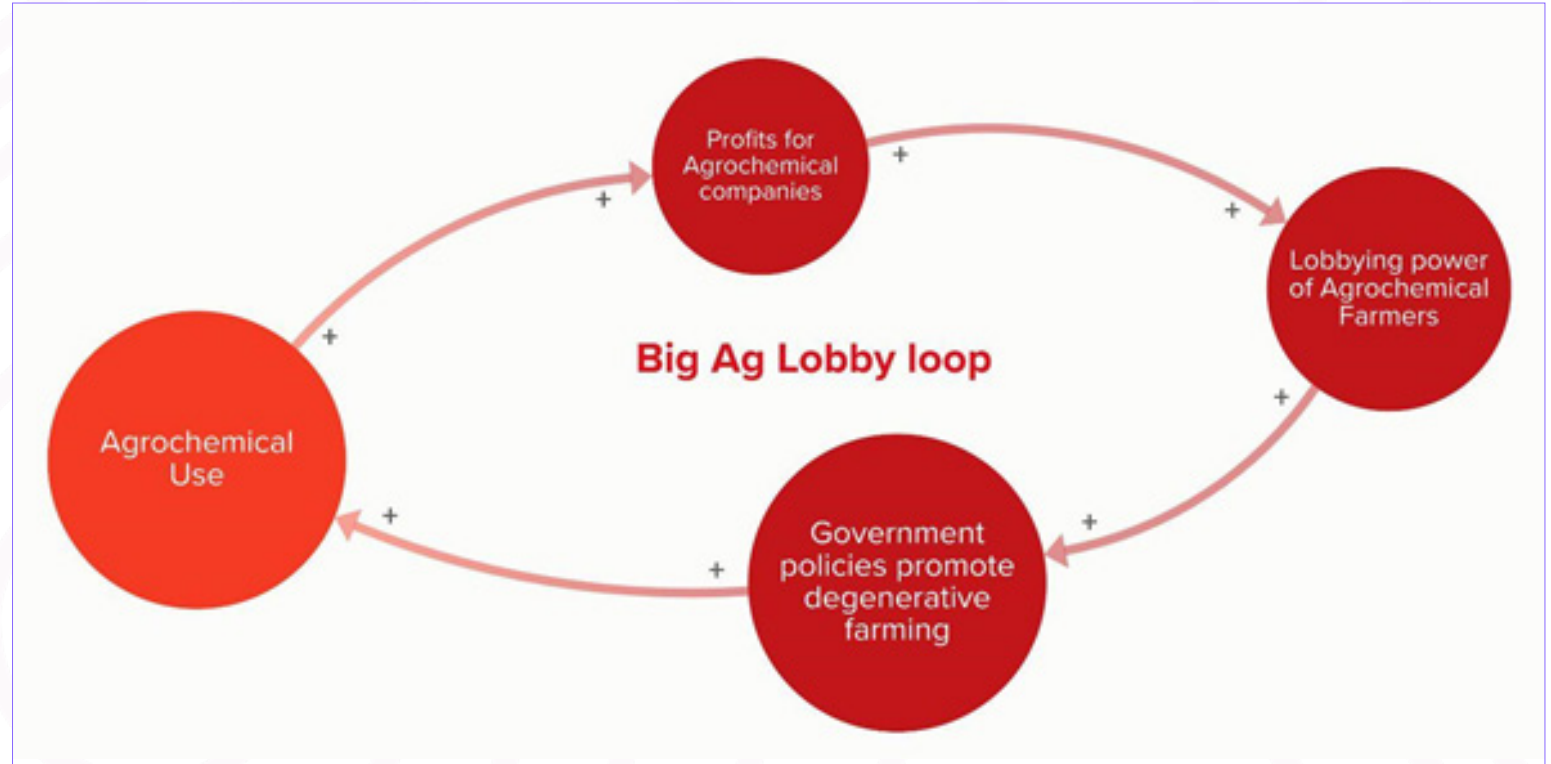 Profits for
Agrochemical
companies
+
+
+
+
Lobbying power
of Agrochemical
Farmers
+
Big Ag Lobby loop
+
Agrochemical
Use
+
+
Government
policies promote
degenerative
farming